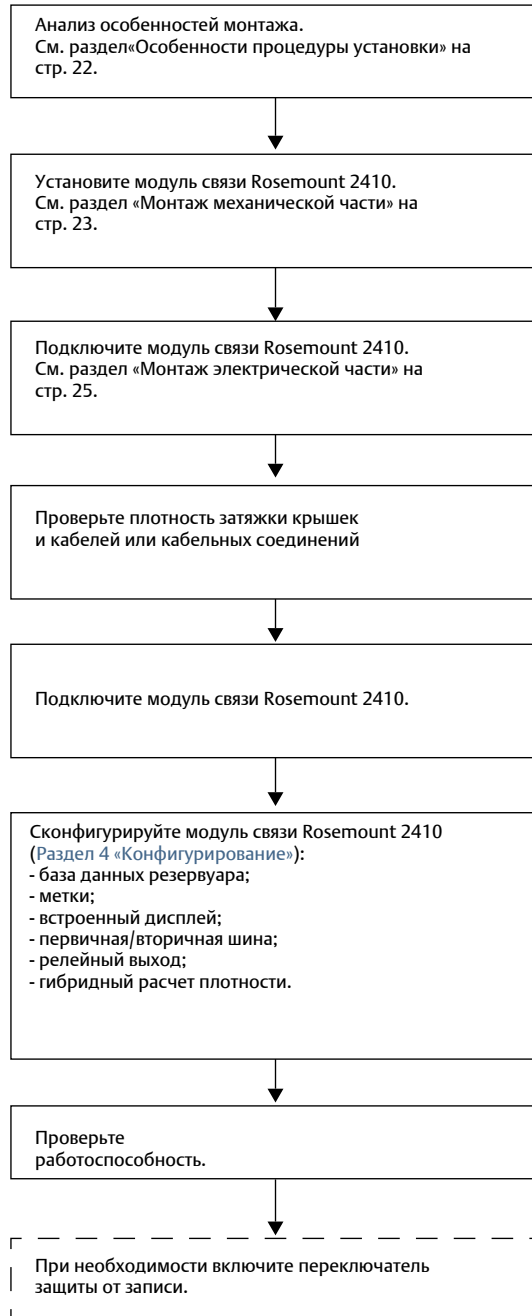 Анализ особенностей монтажа.
См. раздел«Особенности процедуры установки» на
стр. 22.
Установите модуль связи Rosemount 2410.
См. раздел «Монтаж механической части» на
стр. 23.
Подключите модуль связи Rosemount 2410.
См. раздел «Монтаж электрической части» на
стр. 25.
Проверьте плотность затяжки крышек
и кабелей или кабельных соединений
Подключите модуль связи Rosemount 2410.
Сконфигурируйте модуль связи Rosemount 2410
(Раздел 4 «Конфигурирование»):
- база данных резервуара;
- метки;
- встроенный дисплей;
- первичная/вторичная шина;
- релейный выход;
- гибридный расчет плотности.
Проверьте
работоспособность.
При необходимости включите переключатель
защиты от записи.